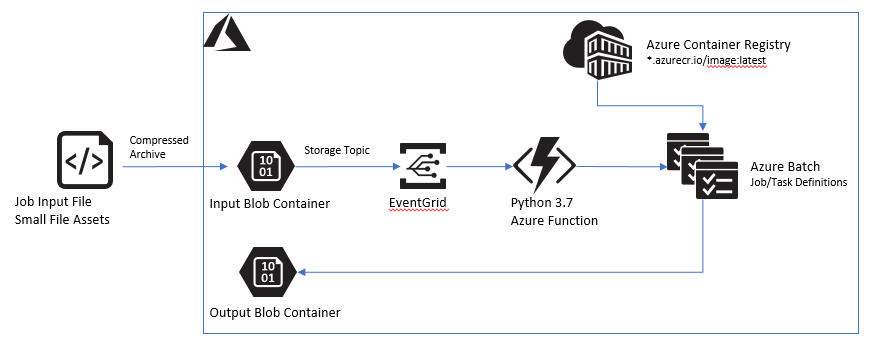 Azure Container Registry
*.azurecr.io/image:latest
Compressed
Archive
Storage Topic
</>
10
01
Azure Batch
Job/Task Definitions
Job Input File
Small File Assets
Input Blob Container
EventGrid
Python 3.7
Azure Function
10
01
Output Blob Container